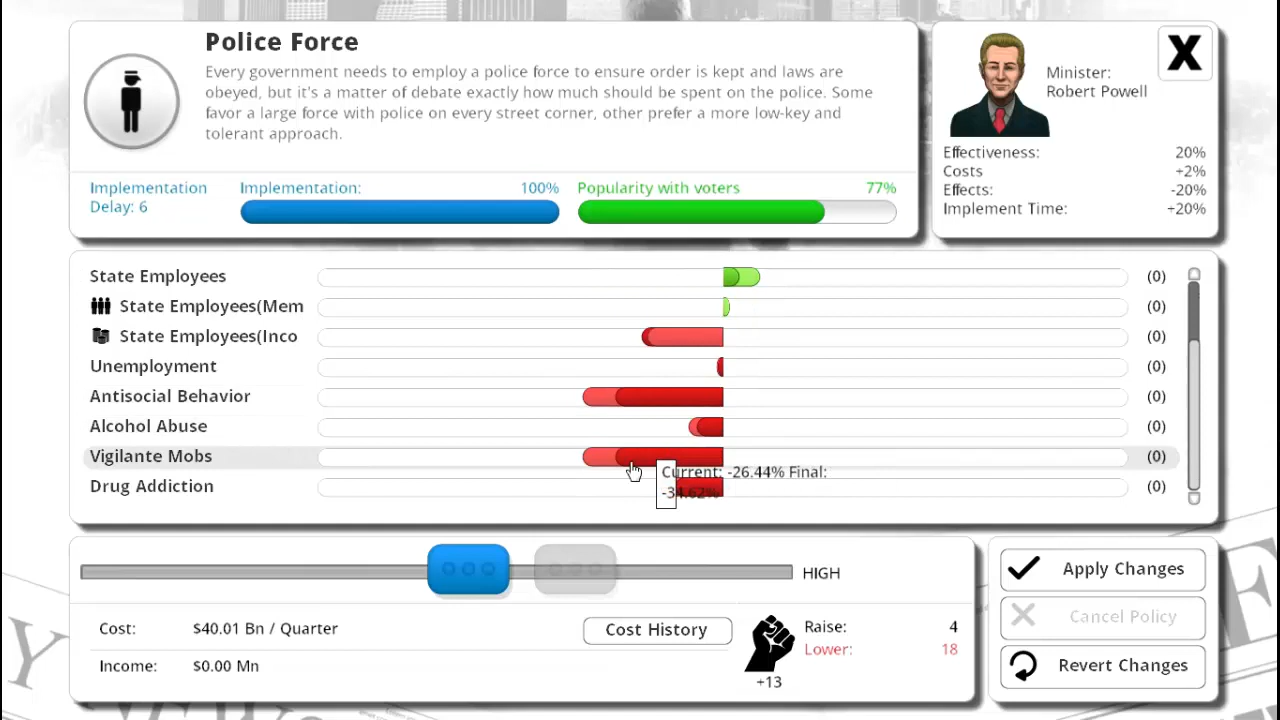 Police Force
Every government needs to employ a police force to ensure order is kept and laws are
obeyed, but it's a matter of debate exactly how much should be spent on the police. Some
favor a large force with police on every street corner, other prefer a more low-key and
tolerant approach.
Implementation
Delay: 6
Implementation: 100%
Popularity with voters 77%
X
Minister:
Robert Powell
Effectiveness: 20%
Costs +2%
Effects: -20%
Implement Time: +20%
State Employees (0)
State Employees(Mem (0)
State Employees(Inco (0)
Unemployment (0)
Antisocial Behavior (0)
Alcohol Abuse (0)
Vigilante Mobs (0)
Current: -26.44% Final:
-34.62%
Drug Addiction (0)
HIGH
Cost: $40.01 Bn / Quarter
Income: $0.00 Mn
Cost History
+13
Raise: 4
Lower: 18
Apply Changes
Cancel Policy
Revert Changes